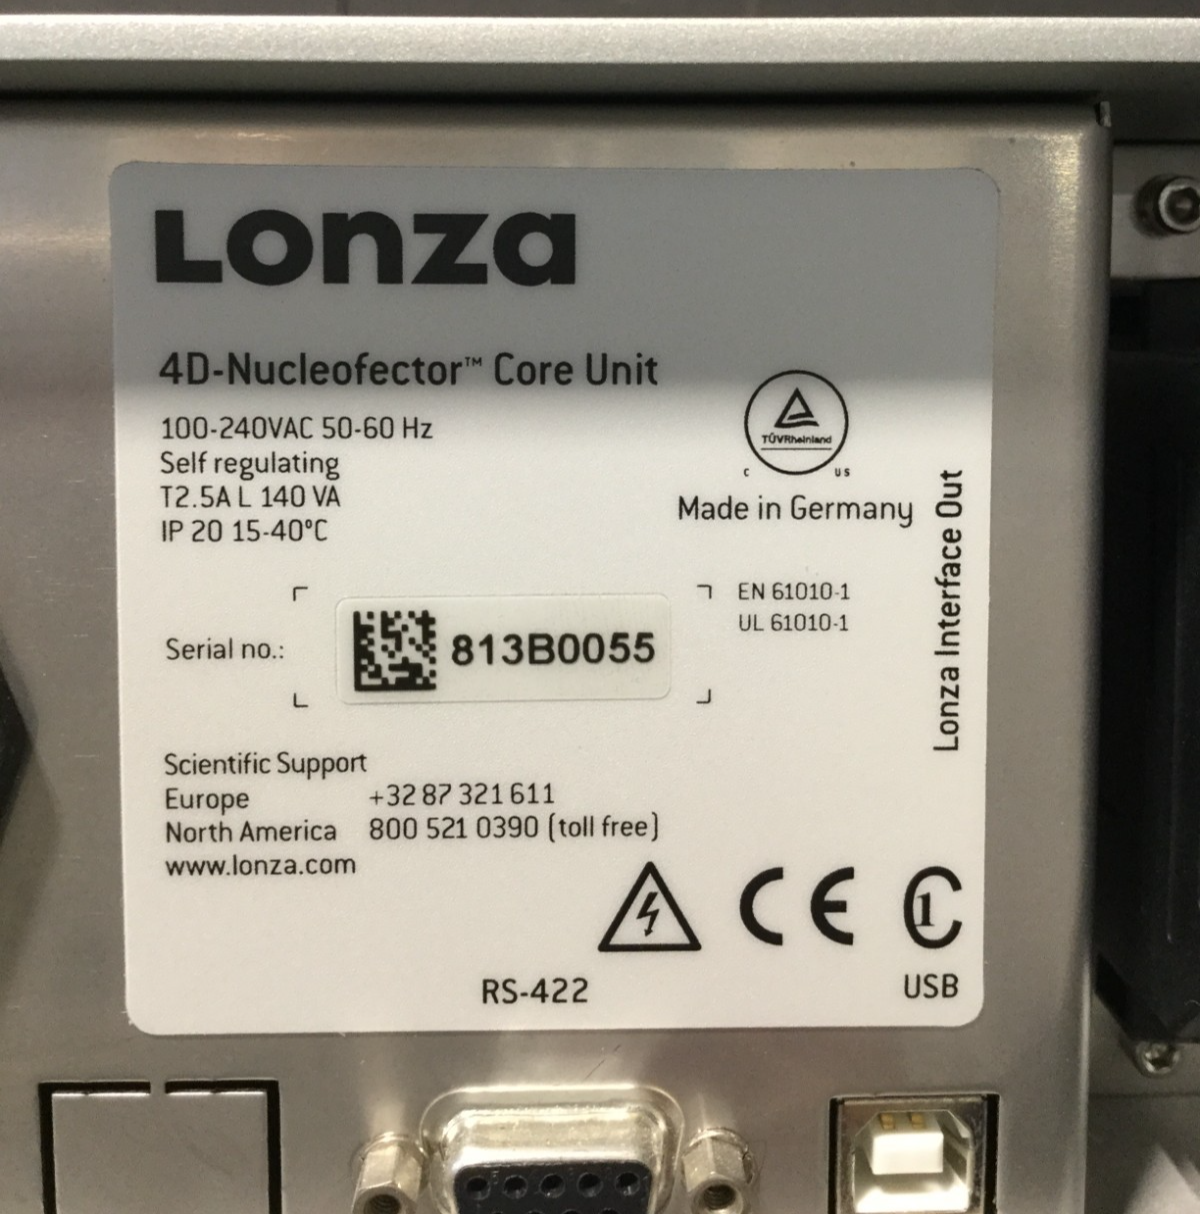 Lonza
4D-Nucleofector™ Core Unit
100-240VAC 50-60 Hz
Self regulating
T2.5A L 140 VA
IP 20 15-40°C
TÜVRheinland
C US
Made in Germany
Lonza Interface Out
EN 61010-1
UL 61010-1
Serial no.: 813B0055
Scientific Support
Europe +32 87 321 611
North America 800 521 0390 (toll free)
www.lonza.com
CE C1
RS-422 USB